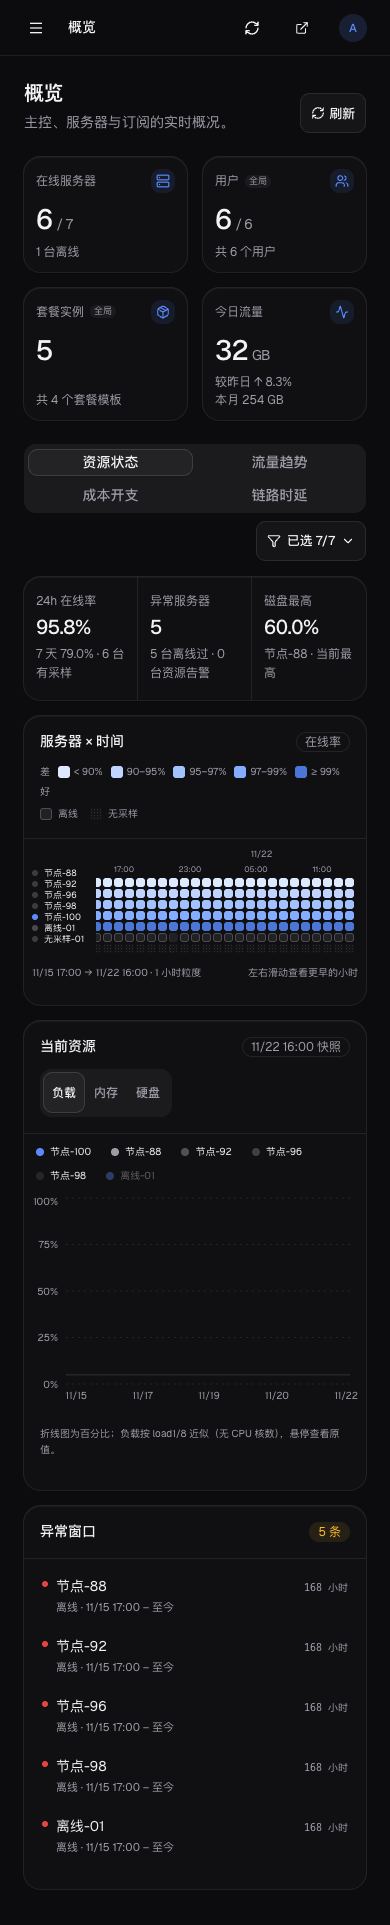 概览
A
概览
主控、服务器与订阅的实时概况。
刷新
在线服务器
6 / 7
1 台离线
用户 全局
6 / 6
共 6 个用户
套餐实例 全局
5
共 4 个套餐模板
今日流量
32 GB
较昨日 ↑ 8.3%
本月 254 GB
资源状态
流量趋势
成本开支
链路时延
已选 7/7
24h 在线率
95.8%
7 天 79.0% · 6 台
有采样
异常服务器
5
5 台离线过 · 0
台资源告警
磁盘最高
60.0%
节点-88 · 当前最
高
服务器 × 时间
在线率
差 < 90% 90–95% 95–97% 97–99% ≥ 99%
好
离线 无采样
11/22
17:00 23:00 05:00 11:00
节点-88
节点-92
节点-96
节点-98
节点-100
离线-01
无采样-01
11/15 17:00 → 11/22 16:00 · 1 小时粒度
左右滑动查看更早的小时
当前资源
11/22 16:00 快照
负载 内存 硬盘
节点-100 节点-88 节点-92 节点-96
节点-98 离线-01
100%
75%
50%
25%
0%
11/15 11/17 11/19 11/20 11/22
折线图为百分比；负载按 load1/8 近似（无 CPU 核数），悬停查看原
值。
异常窗口
5 条
节点-88
168 小时
离线 · 11/15 17:00 – 至今
节点-92
168 小时
离线 · 11/15 17:00 – 至今
节点-96
168 小时
离线 · 11/15 17:00 – 至今
节点-98
168 小时
离线 · 11/15 17:00 – 至今
离线-01
168 小时
离线 · 11/15 17:00 – 至今